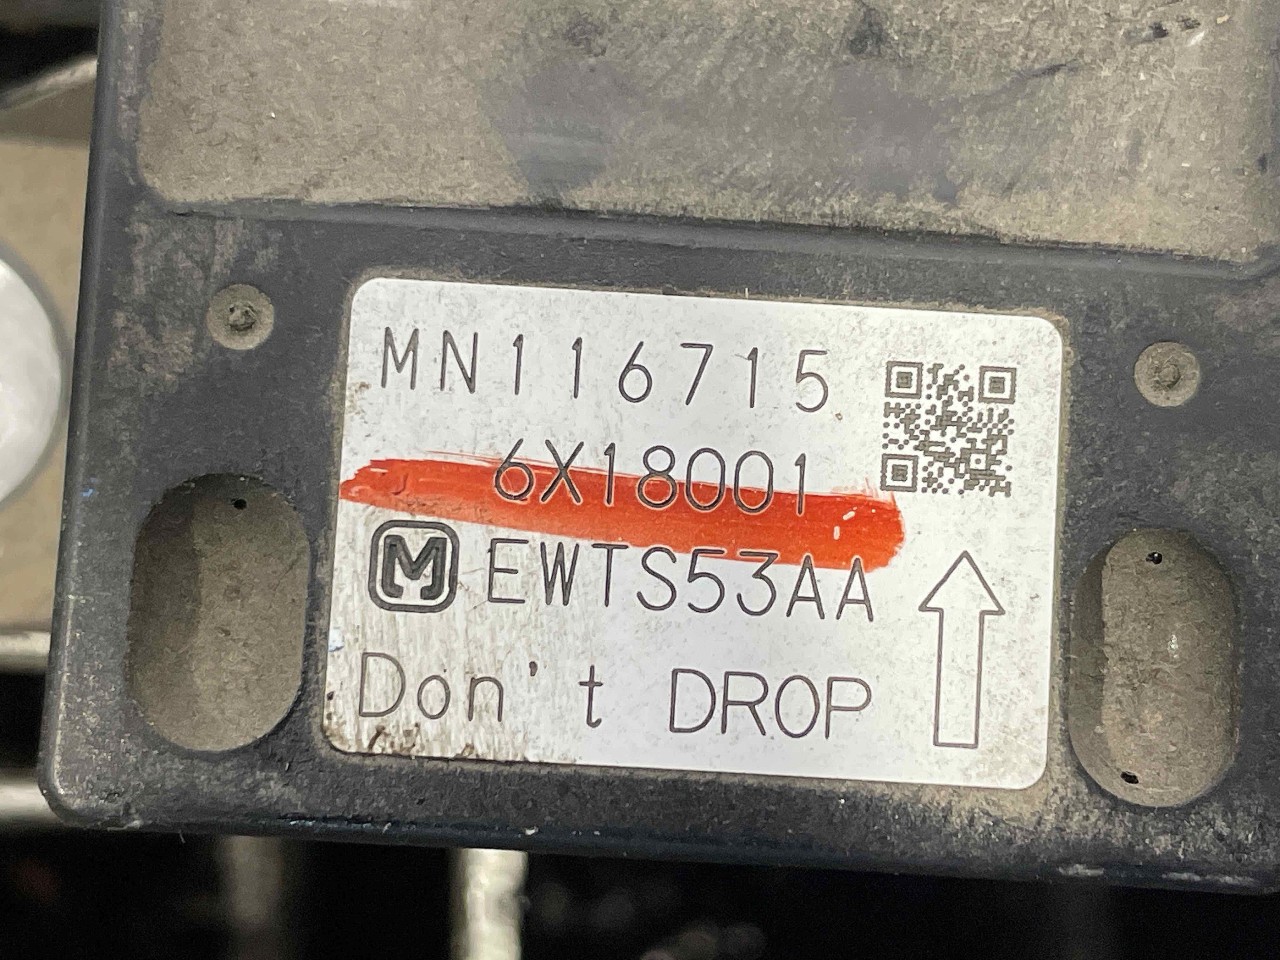 MN116715
6X18001
M EWTS53AA
Don't DROP